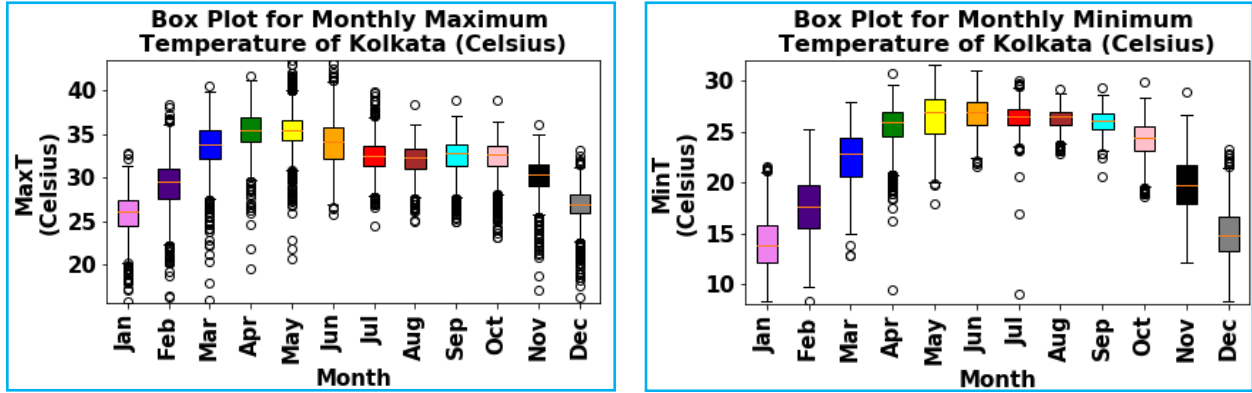 Box Plot for Monthly Maximum
Temperature of Kolkata (Celsius)
MaxT
(Celsius)
40
35
30
25
20
Jan Feb Mar Apr May Jun Jul Aug Sep Oct Nov Dec
Month
Box Plot for Monthly Minimum
Temperature of Kolkata (Celsius)
MinT
(Celsius)
30
25
20
15
10
Jan Feb Mar Apr May Jun Jul Aug Sep Oct Nov Dec
Month